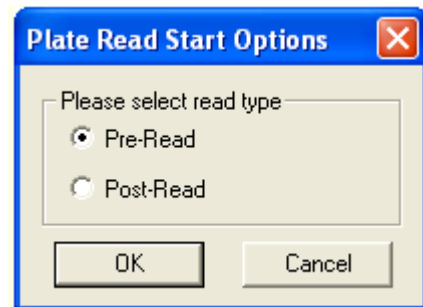 Plate Read Start Options
Please select read type
Pre-Read
Post-Read
OK Cancel